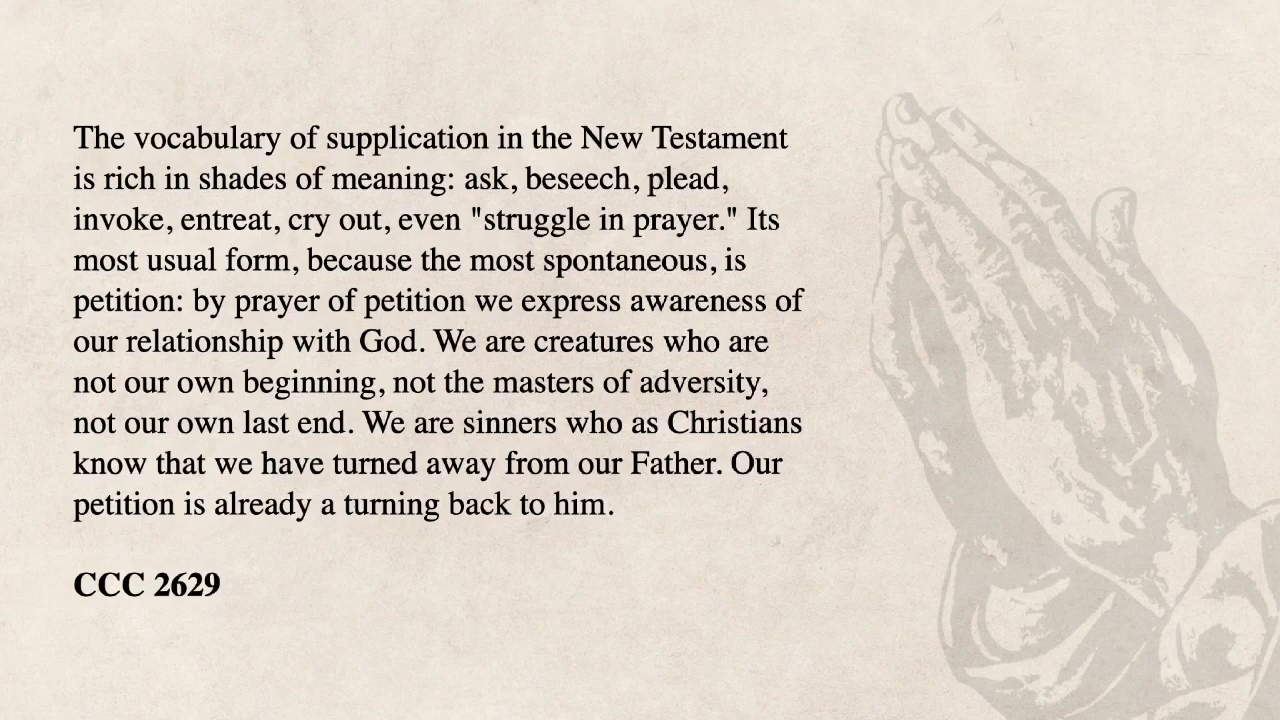 The vocabulary of supplication in the New Testament
is rich in shades of meaning: ask, beseech, plead,
invoke, entreat, cry out, even "struggle in prayer." Its
most usual form, because the most spontaneous, is
petition: by prayer of petition we express awareness of
our relationship with God. We are creatures who are
not our own beginning, not the masters of adversity,
not our own last end. We are sinners who as Christians
know that we have turned away from our Father. Our
petition is already a turning back to him.
CCC 2629